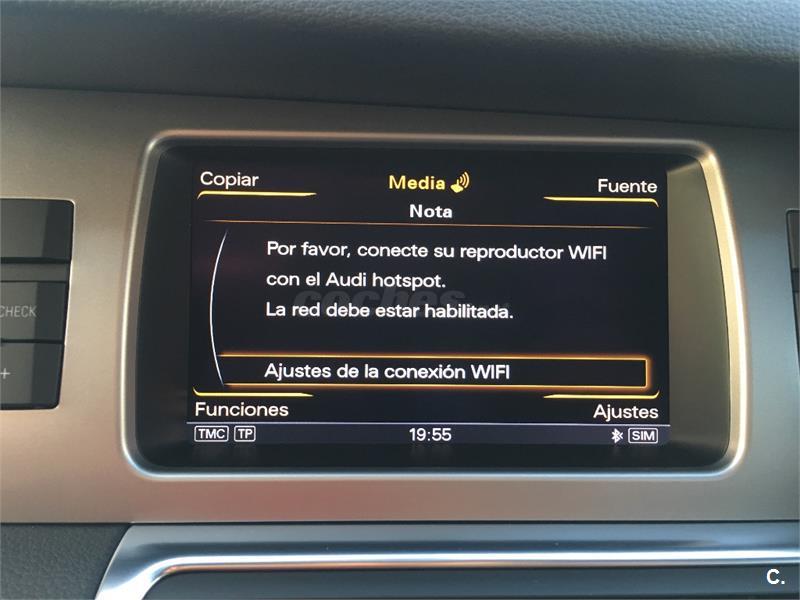 Copiar
Media
Fuente
Nota
Por favor, conecte su reproductor WIFI
con el Audi hotspot.
coches
La red debe estar habilitada.
Ajustes de la conexión WIFI
Funciones
Ajustes
TMC TP
19:55
SIM
CHECK
+
C.